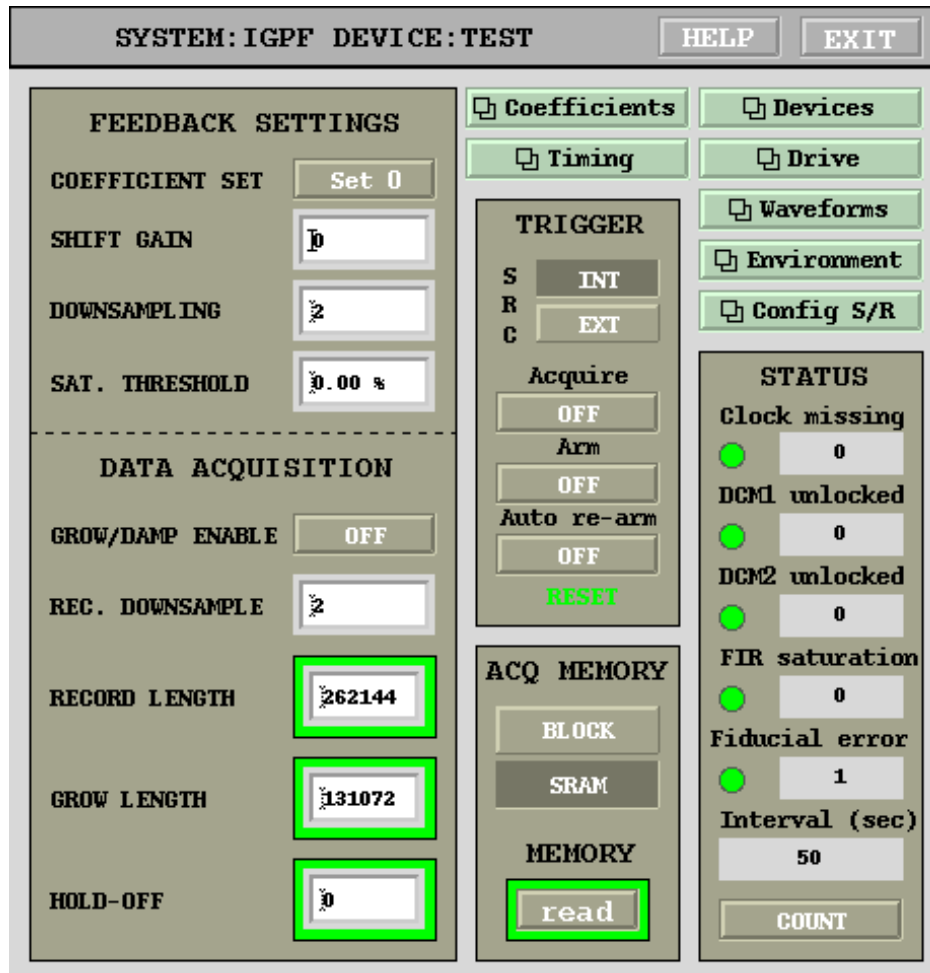 SYSTEM:IGPF DEVICE:TEST
HELP
EXIT
FEEDBACK SETTINGS
COEFFICIENT SET
Set 0
SHIFT GAIN
0
DOWNSAMPLING
2
SAT. THRESHOLD
0.00 %
DATA ACQUISITION
GROW/DAMP ENABLE
OFF
REC. DOWNSAMPLE
2
RECORD LENGTH
262144
GROW LENGTH
131072
HOLD-OFF
0
Coefficients
Timing
TRIGGER
S
R
C
INT
EXT
Acquire
OFF
Arm
OFF
Auto re-arm
OFF
RESET
ACQ MEMORY
BLOCK
SRAM
MEMORY
read
Devices
Drive
Waveforms
Environment
Config S/R
STATUS
Clock missing
0
DCM1 unlocked
0
DCM2 unlocked
0
FIR saturation
0
Fiducial error
1
Interval (sec)
50
COUNT